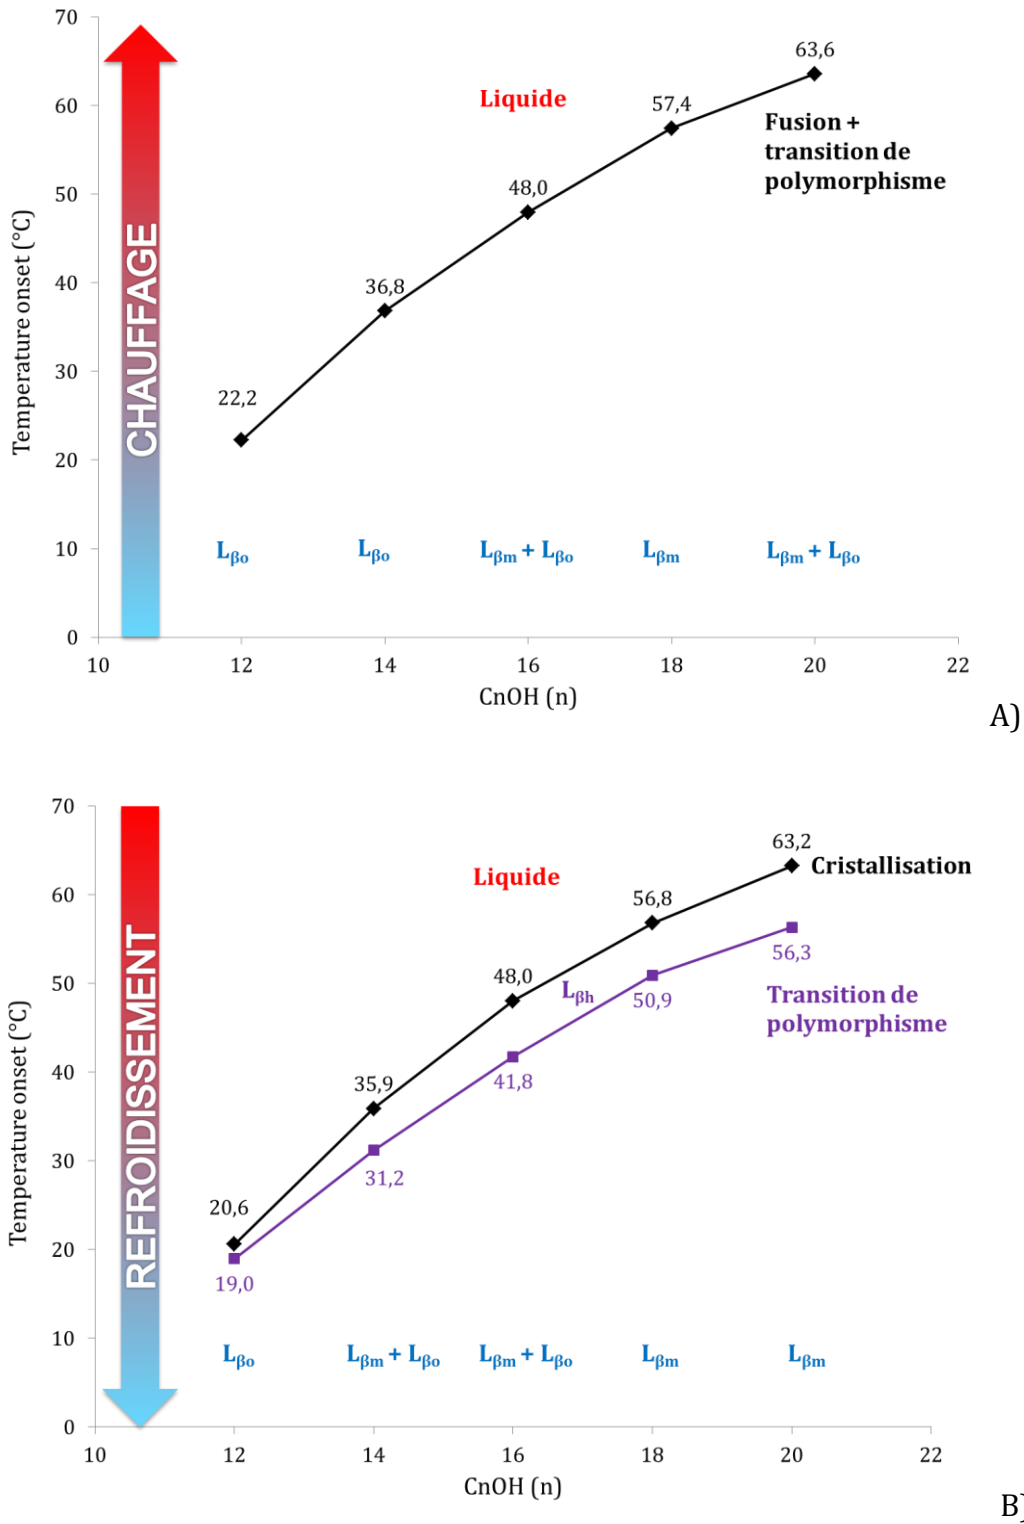 70
60
50
40
30
20
10
0
Temperature onset (°C)
CHAUFFAGE
Liquide
63,6
57,4
48,0
36,8
22,2
Fusion +
transition de
polymorphisme
Lβo
Lβo
Lβm + Lβo
Lβm
Lβm + Lβo
10 12 14 16 18 20 22
CnOH (n)
A)
70
60
50
40
30
20
10
0
Temperature onset (°C)
REFROIDISSEMENT
Liquide
63,2
Cristallisation
56,8
48,0
35,9
20,6
Lβh
56,3
50,9
41,8
31,2
19,0
Transition de
polymorphisme
Lβo
Lβm + Lβo
Lβm + Lβo
Lβm
Lβm
10 12 14 16 18 20 22
CnOH (n)
B)